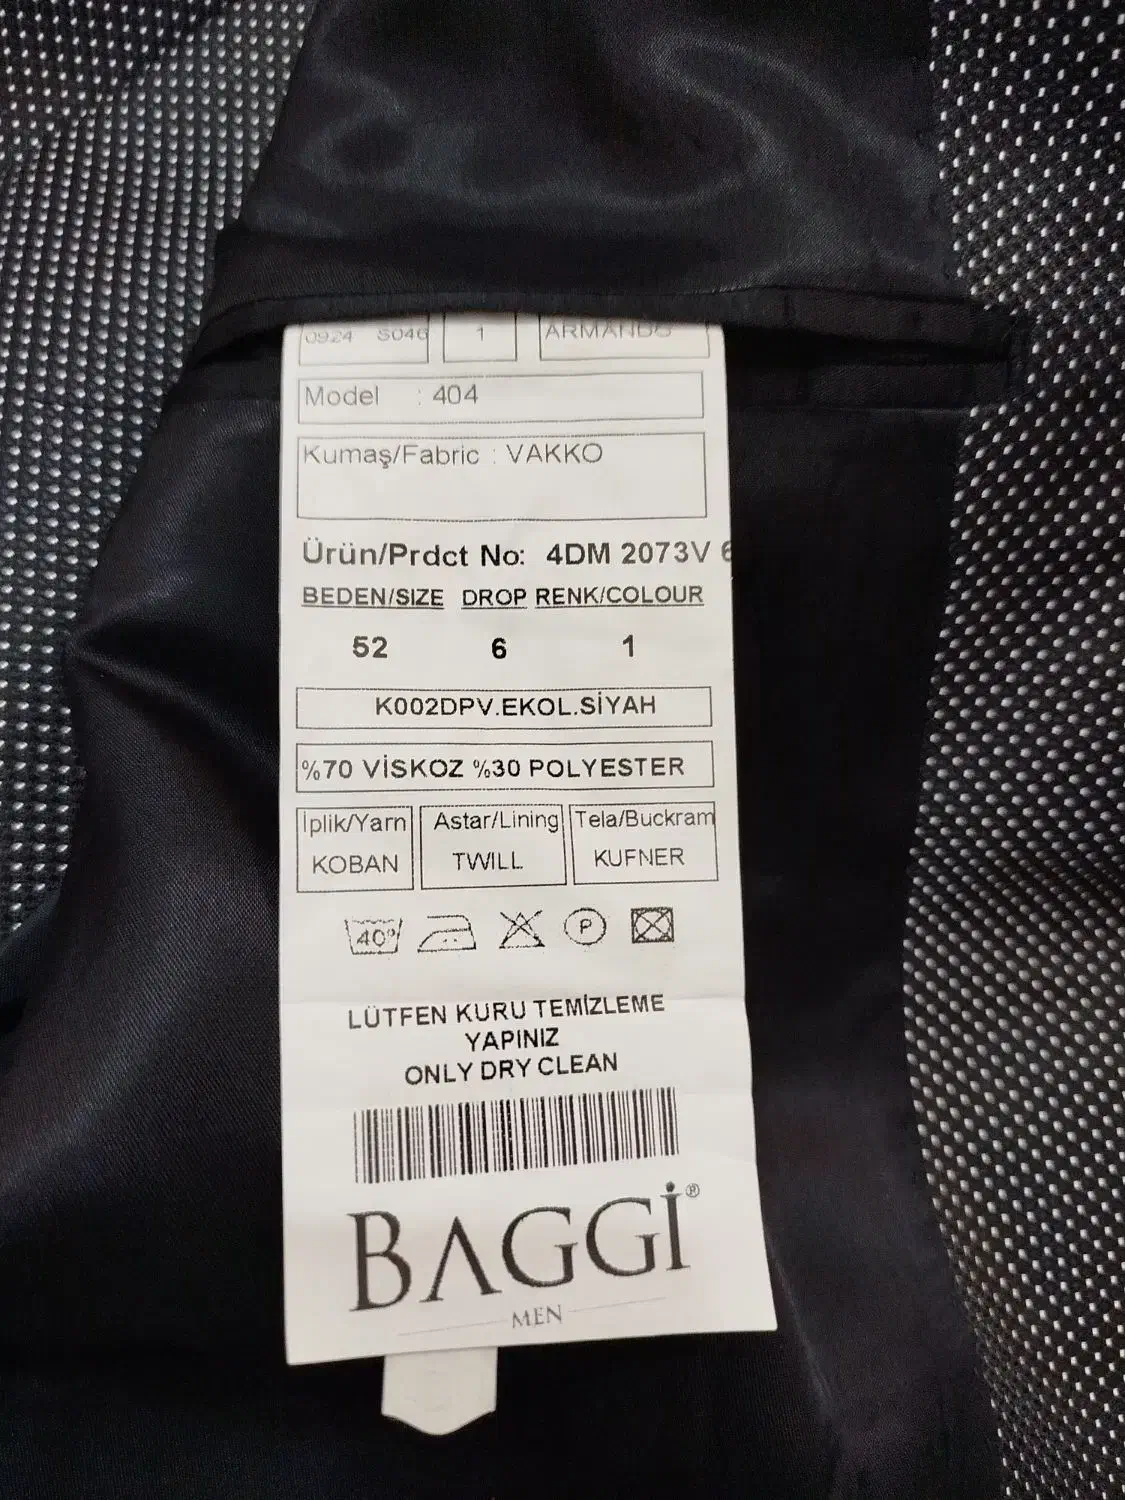 0924 S046 1 ARMANDO
Model : 404
Kumaş/Fabric : VAKKO
Ürün/Prdct No: 4DM 2073V 6
BEDEN/SIZE DROP RENK/COLOUR
52 6 1
K002DPV.EKOL.SİYAH
%70 VİSKOZ %30 POLYESTER
İplik/Yarn Astar/Lining Tela/Buckram
KOBAN TWILL KUFNER
40° P
LÜTFEN KURU TEMİZLEME
YAPINIZ
ONLY DRY CLEAN
BAGGİ®
MEN